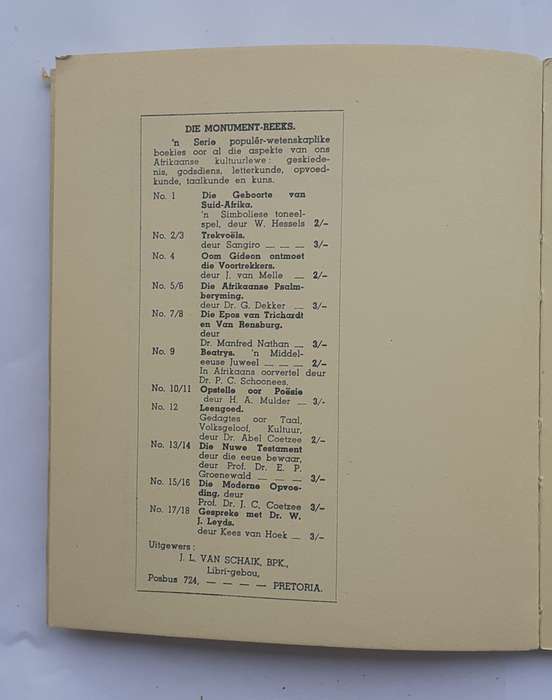 DIE MONUMENT-REEKS.
'n Serie populêr-wetenskaplike
boekies oor al die aspekte van ons
Afrikaanse kultuurlewe: geskiede-
nis, godsdiens, letterkunde, opvoed-
kunde, taalkunde en kuns.
No. 1 Die Geboorte van
Suid-Afrika.
'n Simboliese toneel-
spel, deur W. Hessels 2/-
No. 2/3 Trekvoëls.
deur Sangiro — — — 3/-
No. 4 Oom Gideon ontmoet
die Voortrekkers.
deur J. van Melle — 2/-
No. 5/6 Die Afrikaanse Psalm-
beryming.
deur Dr. G. Dekker — 3/-
No. 7/8 Die Epos van Trichardt
en Van Rensburg.
deur
Dr. Manfred Nathan — 3/-
No. 9 Beatrys. 'n Middel-
eeuse Juweel — — 2/-
In Afrikaans oorvertel deur
Dr. P. C. Schoonees.
No. 10/11 Opstelle oor Poësie
deur H. A. Mulder — 3/-
No. 12 Leengoed.
Gedagtes oor Taal,
Volksgeloof, Kultuur,
deur Dr. Abel Coetzee 2/-
No. 13/14 Die Nuwe Testament
deur die eeue bewaar,
deur Prof. Dr. E. P.
Groenewald — — — 3/-
No. 15/16 Die Moderne Opvoe-
ding. deur
Prof. Dr. J. C. Coetzee 3/-
No. 17/18 Gespreke met Dr. W.
J. Leyds.
deur Kees van Hoek — 3/-
Uitgewers:
J. L. VAN SCHAIK, BPK.,
Libri-gebou,
Posbus 724, — — — — PRETORIA.